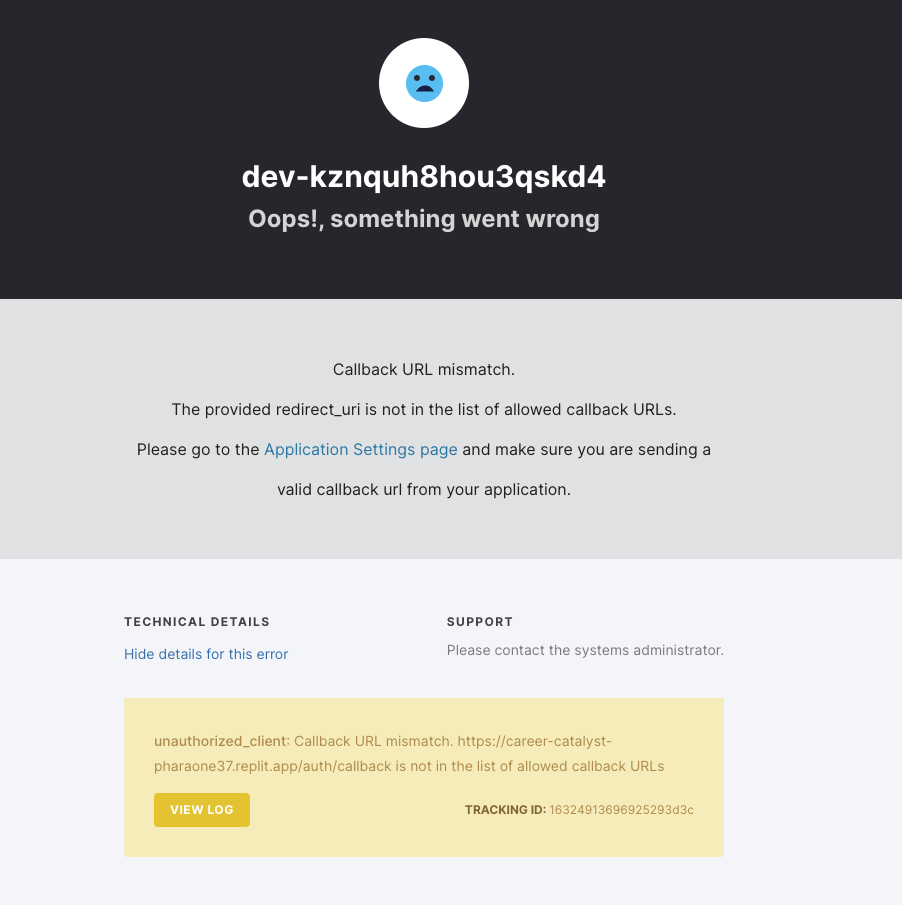 dev-kznquh8hou3qskd4
Oops!, something went wrong
Callback URL mismatch.
The provided redirect_uri is not in the list of allowed callback URLs.
Please go to the Application Settings page and make sure you are sending a
valid callback url from your application.
TECHNICAL DETAILS
Hide details for this error
SUPPORT
Please contact the systems administrator.
unauthorized_client: Callback URL mismatch. https://career-catalyst-
pharaone37.replit.app/auth/callback is not in the list of allowed callback URLs
VIEW LOG
TRACKING ID: 16324913696925293d3c